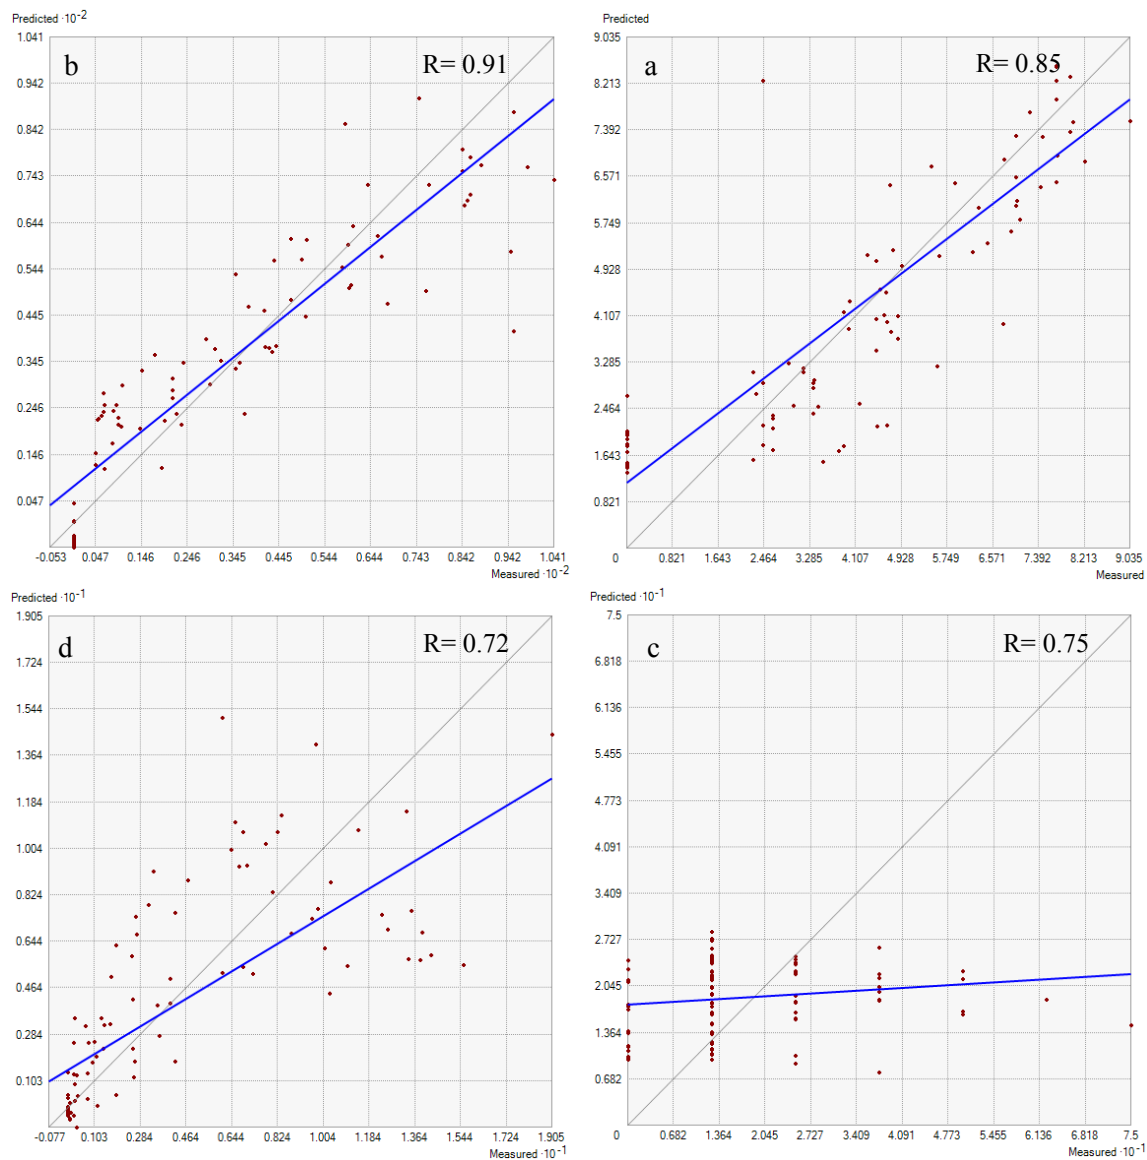 Predicted ·10-2
1.041
0.942
0.842
0.743
0.644
0.544
0.445
0.345
0.246
0.146
0.047
b
R= 0.91
-0.053 0.047 0.146 0.246 0.345 0.445 0.544 0.644 0.743 0.842 0.942 1.041
Measured ·10-2
Predicted
9.035
8.213
7.392
6.571
5.749
4.928
4.107
3.285
2.464
1.643
0.821
a
R= 0.85
0 0.821 1.643 2.464 3.285 4.107 4.928 5.749 6.571 7.392 8.213 9.035
Measured
Predicted ·10-1
1.905
1.724
1.544
1.364
1.184
1.004
0.824
0.644
0.464
0.284
0.103
d
R= 0.72
-0.077 0.103 0.284 0.464 0.644 0.824 1.004 1.184 1.364 1.544 1.724 1.905
Measured ·10-1
Predicted ·10-1
7.5
6.818
6.136
5.455
4.773
4.091
3.409
2.727
2.045
1.364
0.682
c
R= 0.75
0 0.682 1.364 2.045 2.727 3.409 4.091 4.773 5.455 6.136 6.818 7.5
Measured ·10-1